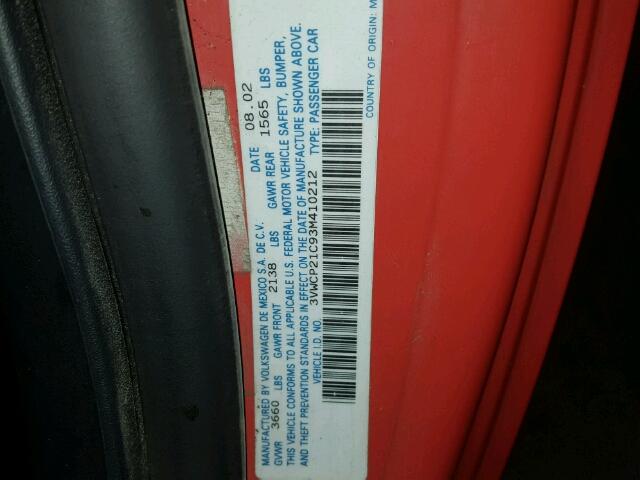 MANUFACTURED BY VOLKSWAGEN DE MEXICO S.A. DE C.V. DATE 08.02
GVWR 3660 LBS GAWR FRONT 2138 LBS GAWR REAR 1565 LBS
THIS VEHICLE CONFORMS TO ALL APPLICABLE U.S. FEDERAL MOTOR VEHICLE SAFETY, BUMPER,
AND THEFT PREVENTION STANDARDS IN EFFECT ON THE DATE OF MANUFACTURE SHOWN ABOVE.
VEHICLE I.D. NO. 3VWCP21C93M410212 TYPE: PASSENGER CAR
COUNTRY OF ORIGIN: M